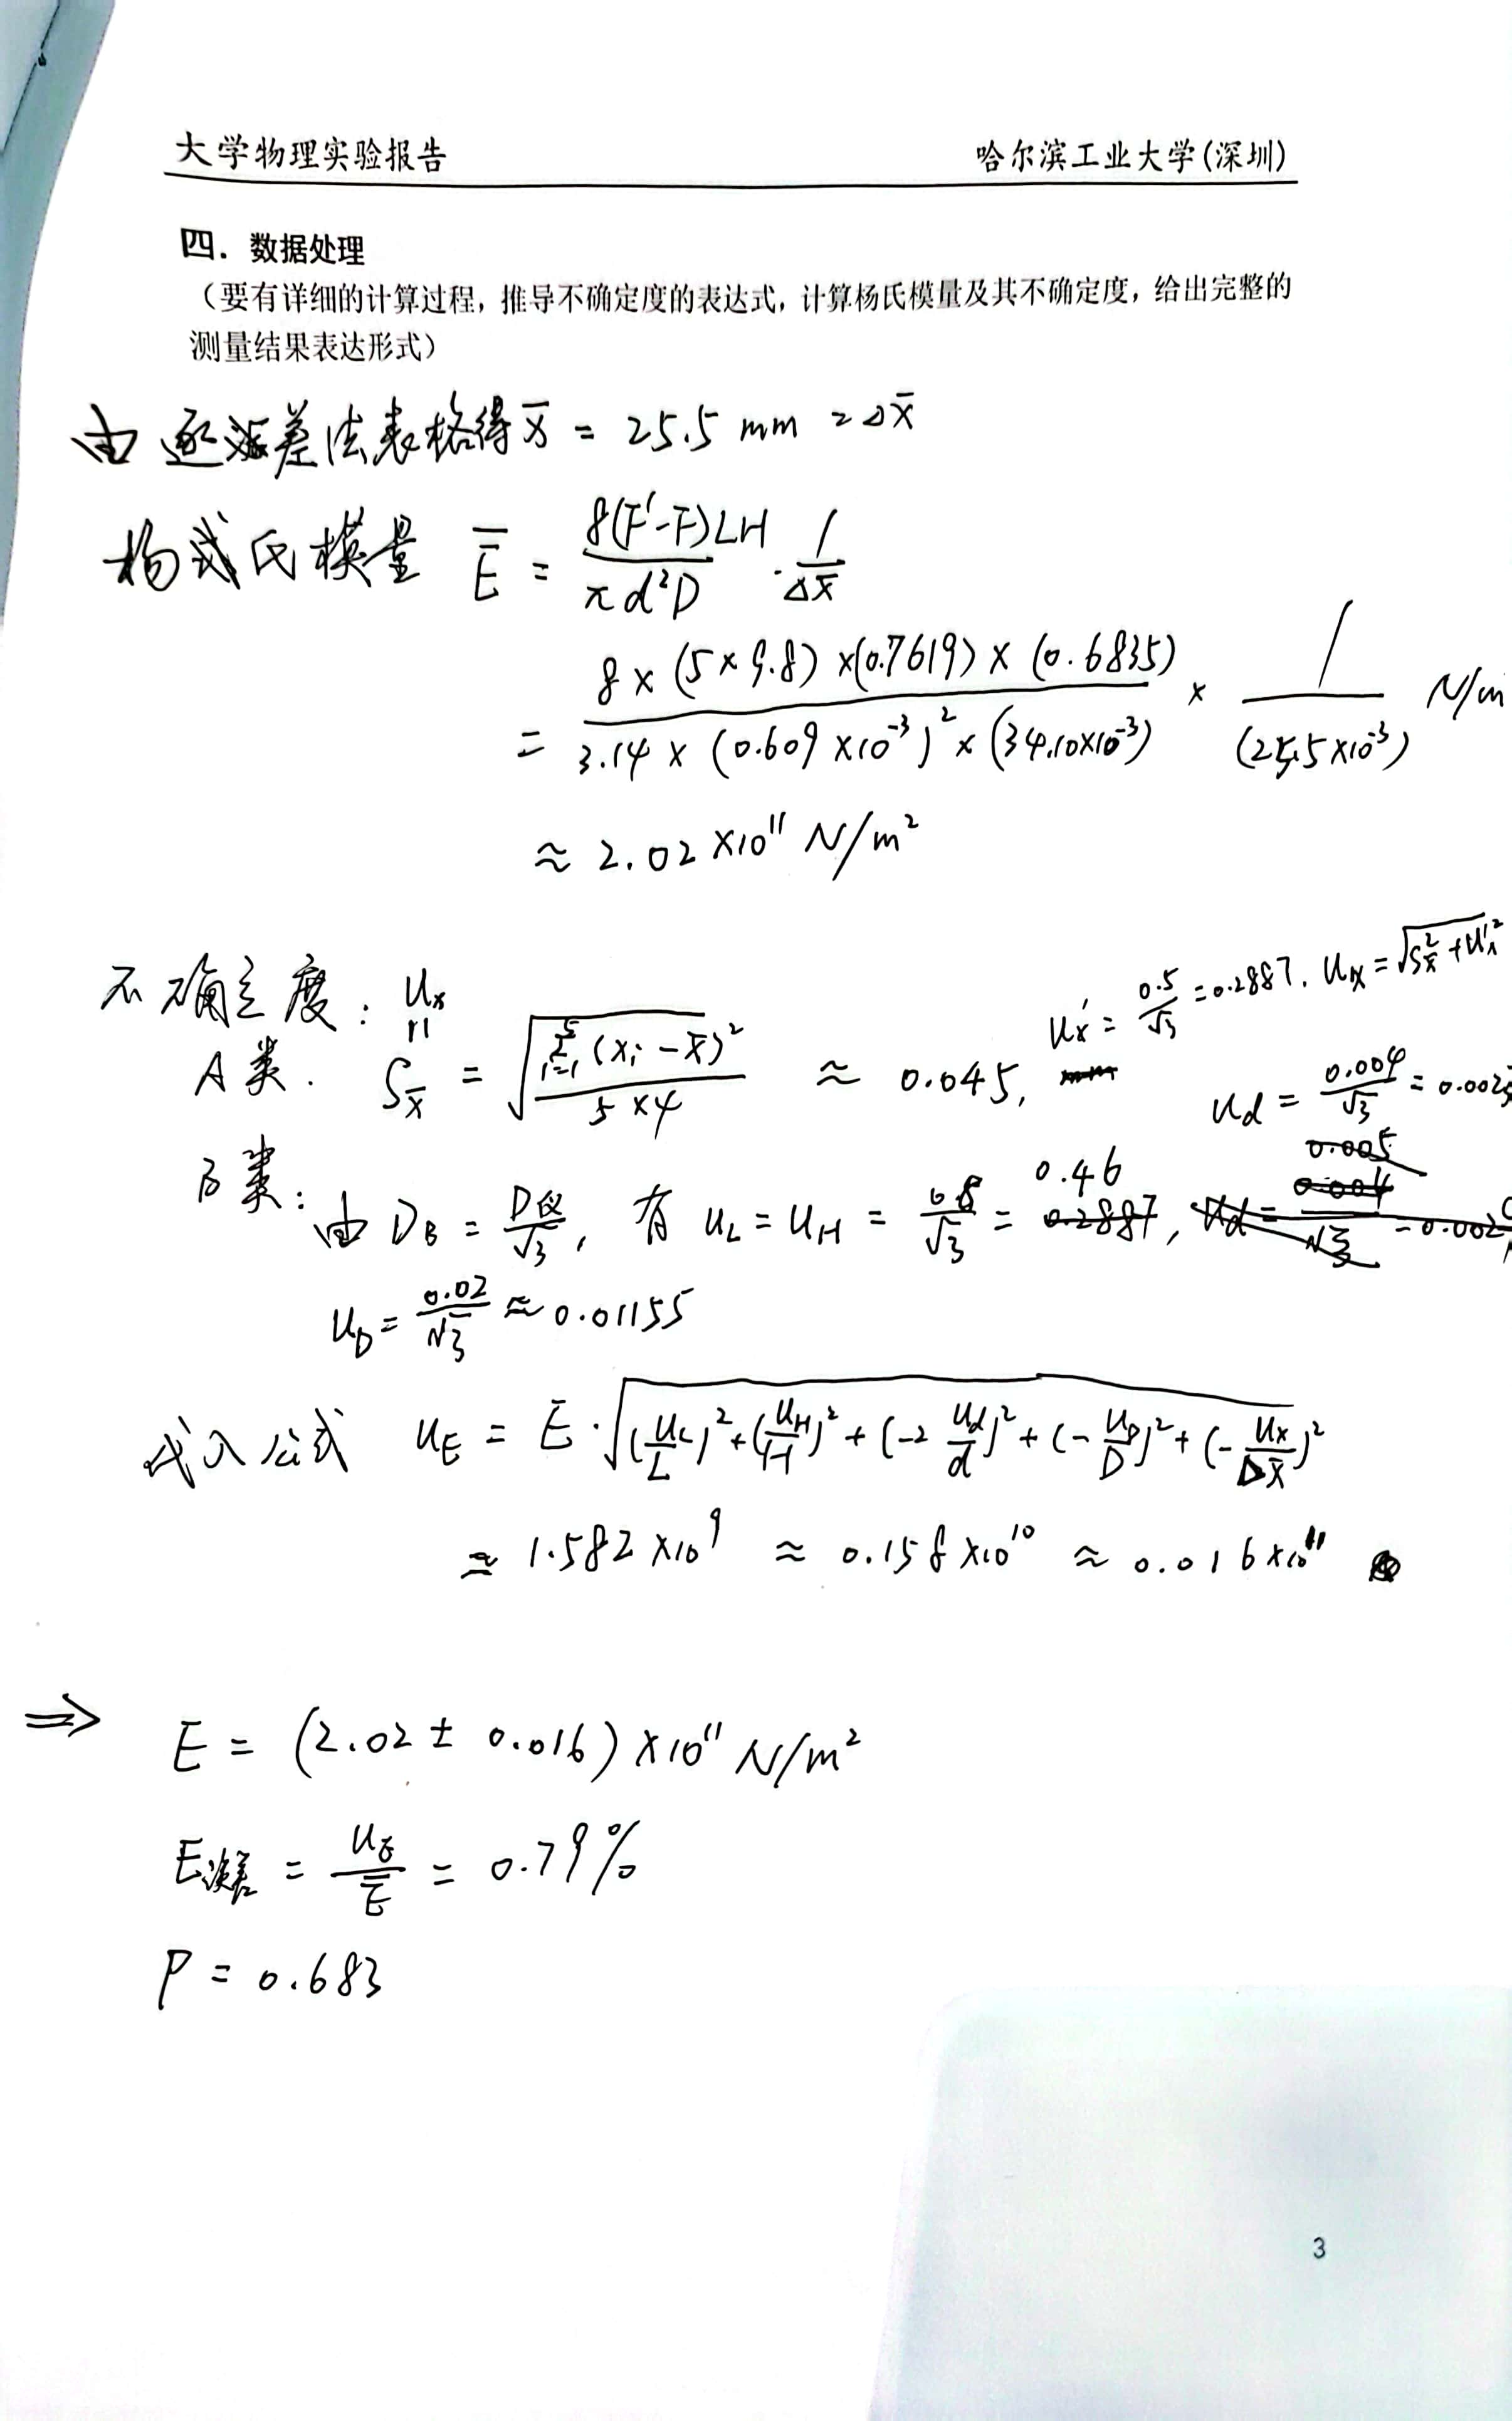 大学物理实验报告 哈尔滨工业大学(深圳)
四. 数据处理
(要有详细的计算过程, 推导不确定度的表达式, 计算杨氏模量及其不确定度, 给出完整的
测量结果表达形式)
由逐差法表格得 x̄ = 25.5 mm = Δx̄
杨氏模量 Ē = 8(F'-F)LH / πd²D · 1/Δx̄
= 8×(5×9.8)×(0.7619)×(0.6835) / 3.14×(0.609×10⁻³)²×(34.10×10⁻³) × 1/(25.5×10⁻³) N/m
≈ 2.02×10¹¹ N/m²
不确定度: uₓ
A类. S_x̄ = √(Σ_{i=1}^{5}(xᵢ-x̄)² / 5×4) ≈ 0.045, uₓ' = 0.5/√3 = 0.2887. uₓ = √(S_x̄² + uₓ'²)
u_d = 0.004/√3 = 0.002
B类: 由 D_B = D仪/√3, 有 u_L = u_H = 0.8/√3 = 0.46
u_D = 0.02/√3 ≈ 0.01155
代入公式 u_E = Ē·√((u_L/L)² + (u_H/H)² + (-2 u_d/d)² + (-u_D/D)² + (-uₓ/Δx̄)²)
≈ 1.582×10⁹ ≈ 0.158×10¹⁰ ≈ 0.016×10¹¹
⇒ E = (2.02 ± 0.016)×10¹¹ N/m²
E误差 = u_E/Ē = 0.79%
P = 0.683
3